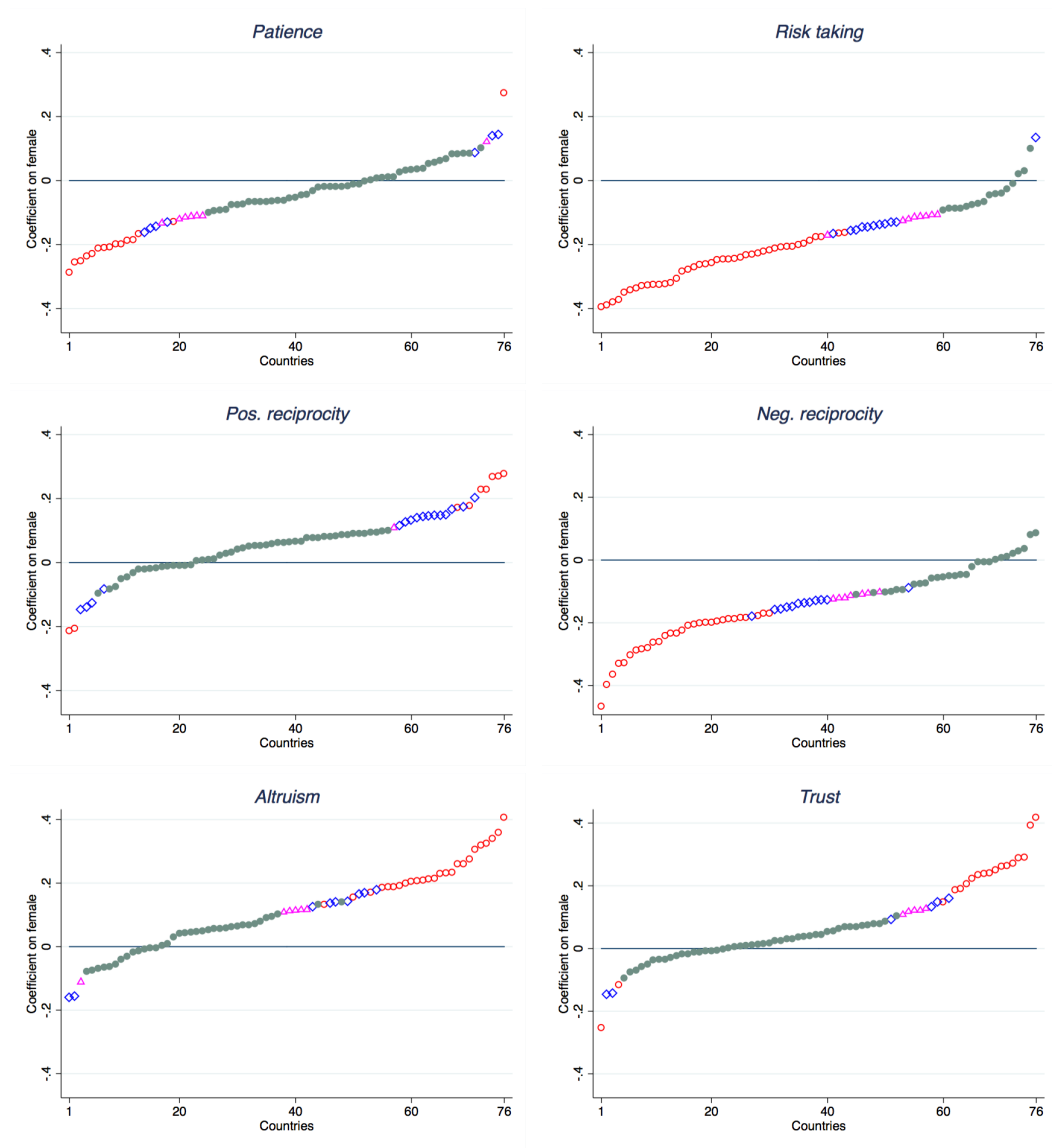 Patience
Coefficient on female
.4
.2
0
-.2
-.4
1 20 40 60 76
Countries
Risk taking
Coefficient on female
.4
.2
0
-.2
-.4
1 20 40 60 76
Countries
Pos. reciprocity
Coefficient on female
.4
.2
0
-.2
-.4
1 20 40 60 76
Countries
Neg. reciprocity
Coefficient on female
.4
.2
0
-.2
-.4
1 20 40 60 76
Countries
Altruism
Coefficient on female
.4
.2
0
-.2
-.4
1 20 40 60 76
Countries
Trust
Coefficient on female
.4
.2
0
-.2
-.4
1 20 40 60 76
Countries